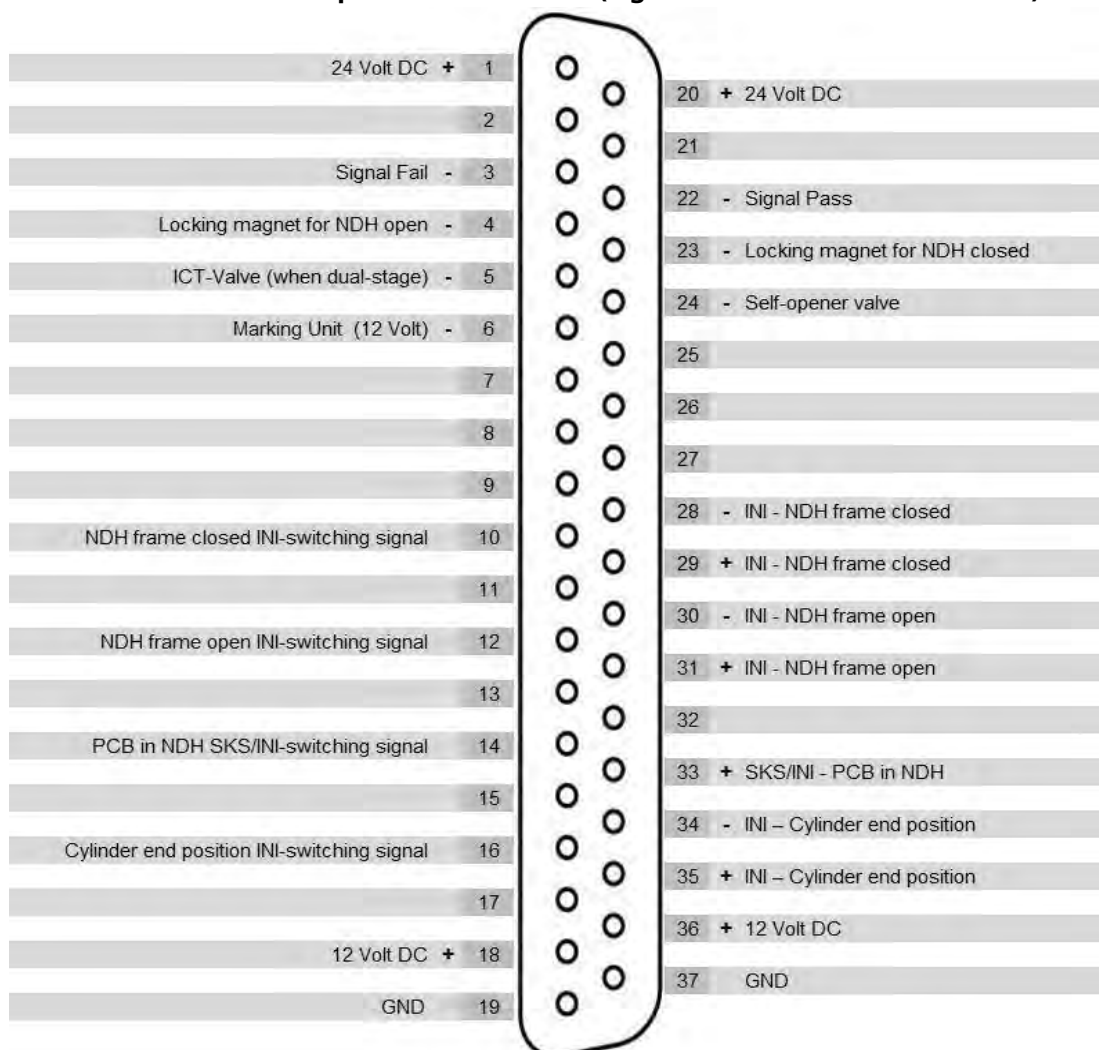 24 Volt DC + 1
2
Signal Fail - 3
Locking magnet for NDH open - 4
ICT-Valve (when dual-stage) - 5
Marking Unit (12 Volt) - 6
7
8
9
NDH frame closed INI-switching signal 10
11
NDH frame open INI-switching signal 12
13
PCB in NDH SKS/INI-switching signal 14
15
Cylinder end position INI-switching signal 16
17
12 Volt DC + 18
GND 19
20 + 24 Volt DC
21
22 - Signal Pass
23 - Locking magnet for NDH closed
24 - Self-opener valve
25
26
27
28 - INI - NDH frame closed
29 + INI - NDH frame closed
30 - INI - NDH frame open
31 + INI - NDH frame open
32
33 + SKS/INI - PCB in NDH
34 - INI – Cylinder end position
35 + INI – Cylinder end position
36 + 12 Volt DC
37 GND